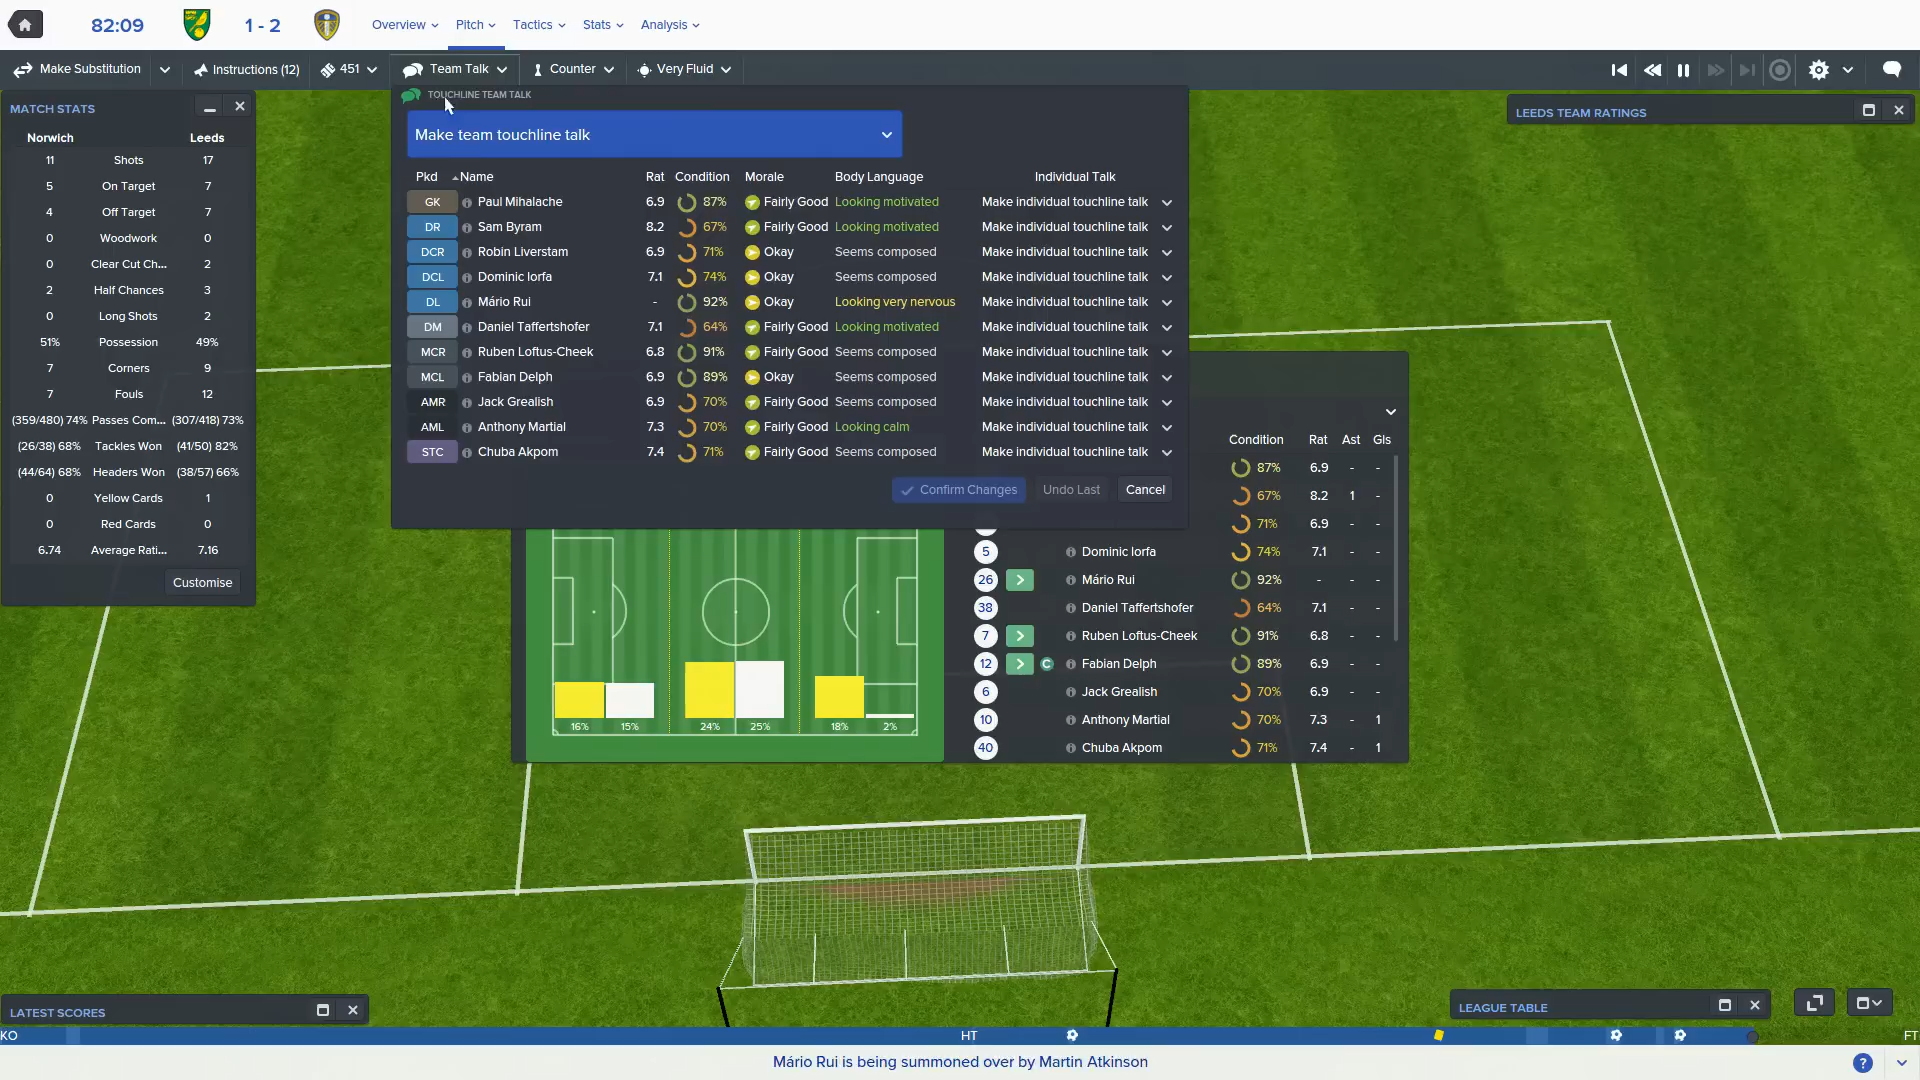 82:09 1 - 2 Overview Pitch Tactics Stats Analysis
Make Substitution Instructions (12) 451 Team Talk Counter Very Fluid
MATCH STATS
Norwich Leeds
11 Shots 17
5 On Target 7
4 Off Target 7
0 Woodwork 0
0 Clear Cut Ch... 2
2 Half Chances 3
0 Long Shots 2
51% Possession 49%
7 Corners 9
7 Fouls 12
(359/480) 74% Passes Com... (307/418) 73%
(26/38) 68% Tackles Won (41/50) 82%
(44/64) 68% Headers Won (38/57) 66%
0 Yellow Cards 1
0 Red Cards 0
6.74 Average Rati... 7.16
Customise
TOUCHLINE TEAM TALK
Make team touchline talk
Pkd Name Rat Condition Morale Body Language Individual Talk
GK Paul Mihalache 6.9 87% Fairly Good Looking motivated Make individual touchline talk
DR Sam Byram 8.2 67% Fairly Good Looking motivated Make individual touchline talk
DCR Robin Liverstam 6.9 71% Okay Seems composed Make individual touchline talk
DCL Dominic Iorfa 7.1 74% Okay Seems composed Make individual touchline talk
DL Mário Rui - 92% Okay Looking very nervous Make individual touchline talk
DM Daniel Taffertshofer 7.1 64% Fairly Good Looking motivated Make individual touchline talk
MCR Ruben Loftus-Cheek 6.8 91% Fairly Good Seems composed Make individual touchline talk
MCL Fabian Delph 6.9 89% Okay Seems composed Make individual touchline talk
AMR Jack Grealish 6.9 70% Fairly Good Seems composed Make individual touchline talk
AML Anthony Martial 7.3 70% Fairly Good Looking calm Make individual touchline talk
STC Chuba Akpom 7.4 71% Fairly Good Seems composed Make individual touchline talk
Confirm Changes Undo Last Cancel
LEEDS TEAM RATINGS
Condition Rat Ast Gls
87% 6.9 - -
67% 8.2 1 -
71% 6.9 - -
5 Dominic Iorfa 74% 7.1 - -
26 Mário Rui 92% - - -
38 Daniel Taffertshofer 64% 7.1 - -
7 Ruben Loftus-Cheek 91% 6.8 - -
12 C Fabian Delph 89% 6.9 - -
6 Jack Grealish 70% 6.9 - -
10 Anthony Martial 70% 7.3 - 1
40 Chuba Akpom 71% 7.4 - 1
16% 15% 24% 25% 18% 2%
LATEST SCORES
LEAGUE TABLE
KO HT FT
Mário Rui is being summoned over by Martin Atkinson
?